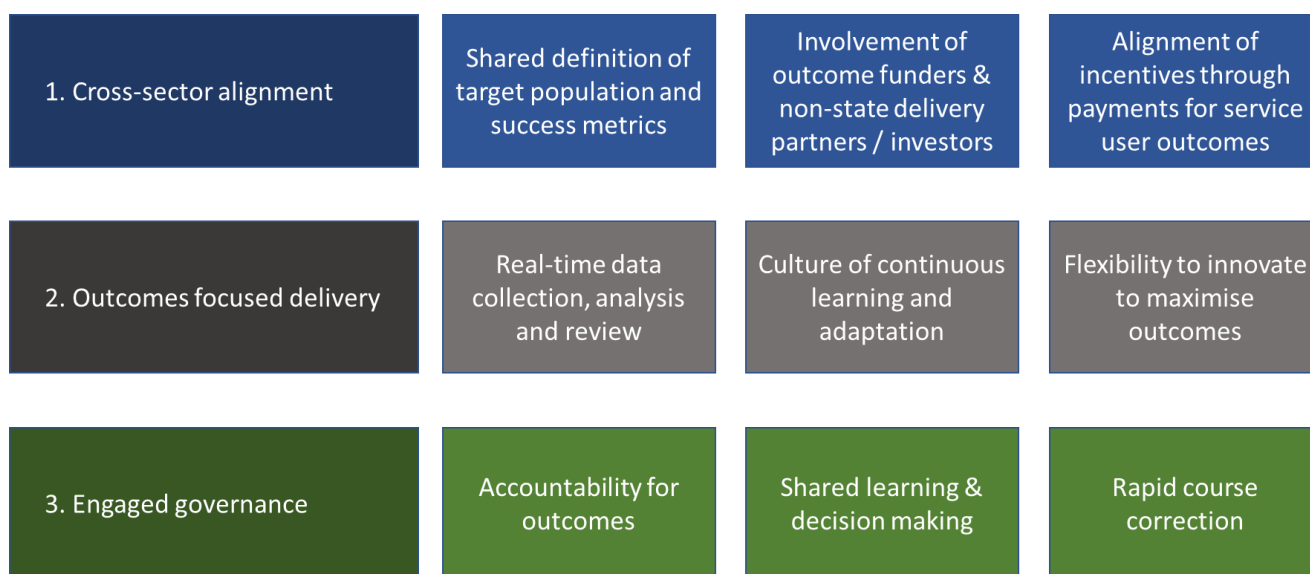 1. Cross-sector alignment
Shared definition of
target population and
success metrics
Involvement of
outcome funders &
non-state delivery
partners / investors
Alignment of
incentives through
payments for service
user outcomes
2. Outcomes focused delivery
Real-time data
collection, analysis
and review
Culture of continuous
learning and
adaptation
Flexibility to innovate
to maximise
outcomes
3. Engaged governance
Accountability for
outcomes
Shared learning &
decision making
Rapid course
correction